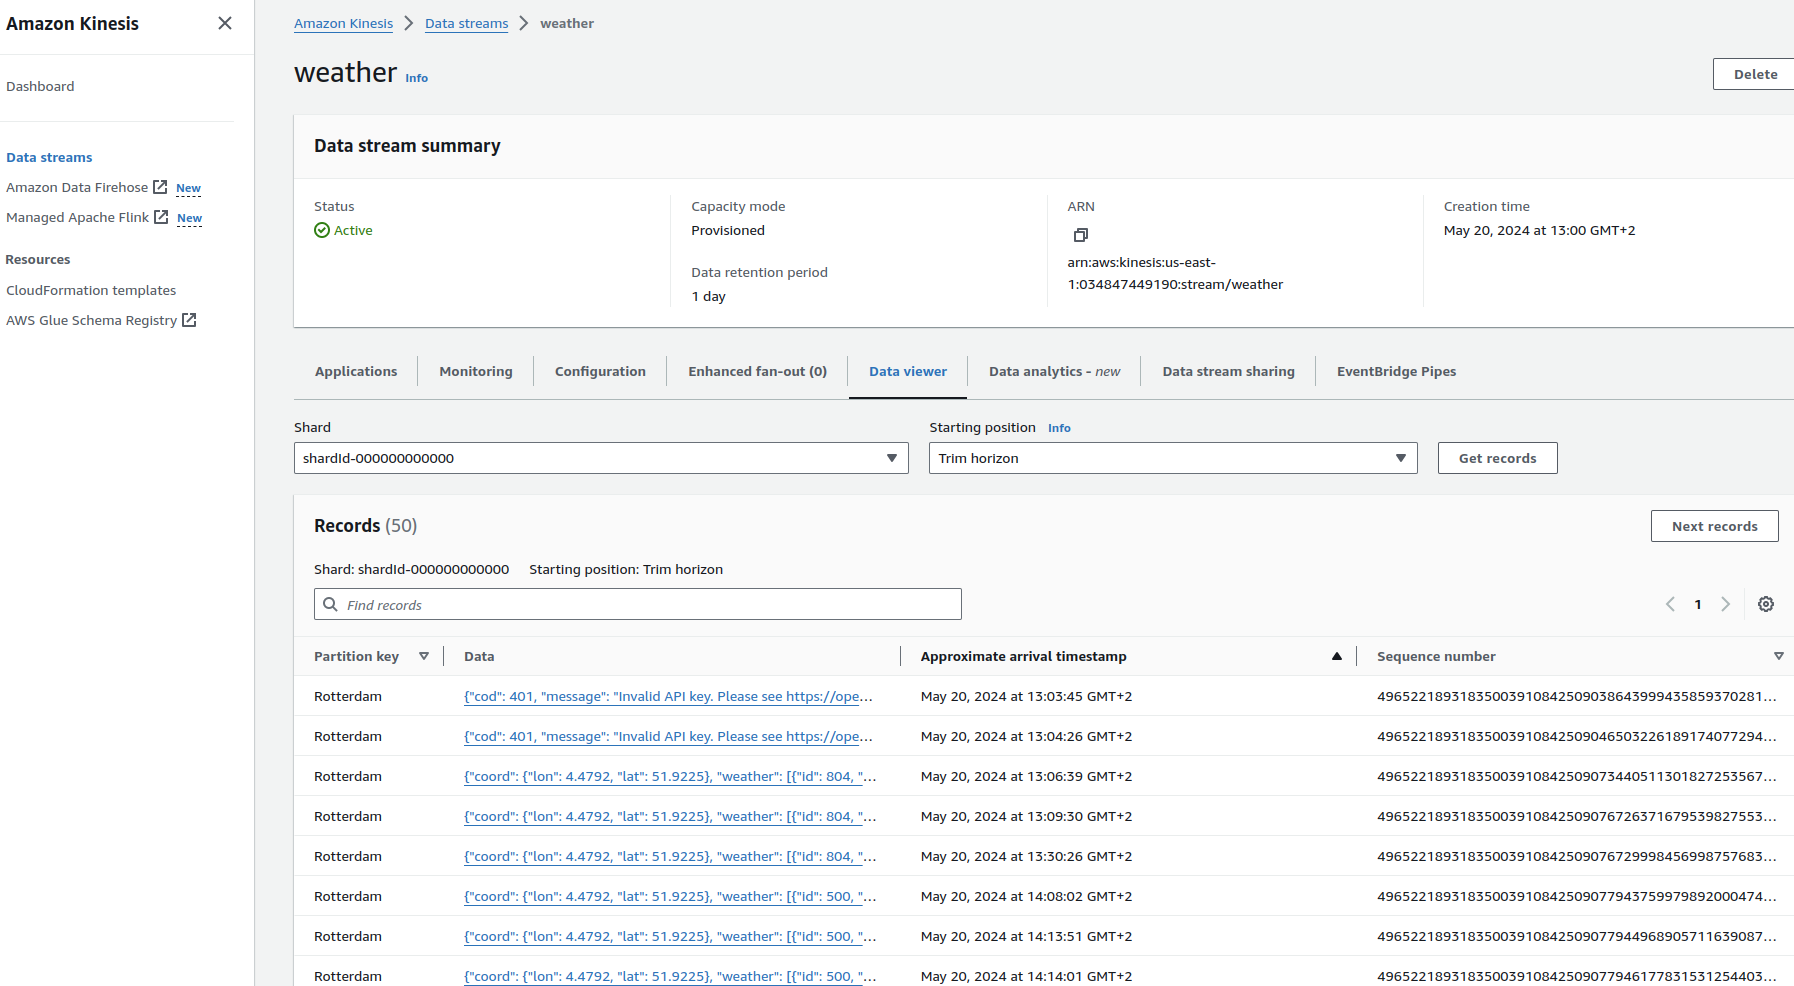 Amazon Kinesis
Dashboard
Data streams
Amazon Data Firehose New
Managed Apache Flink New
Resources
CloudFormation templates
AWS Glue Schema Registry
Amazon Kinesis > Data streams > weather
weather Info
Delete
Data stream summary
Status
Active
Capacity mode
Provisioned
Data retention period
1 day
ARN
arn:aws:kinesis:us-east-
1:034847449190:stream/weather
Creation time
May 20, 2024 at 13:00 GMT+2
Applications Monitoring Configuration Enhanced fan-out (0) Data viewer Data analytics - new Data stream sharing EventBridge Pipes
Shard
shardId-000000000000
Starting position Info
Trim horizon
Get records
Records (50)
Next records
Shard: shardId-000000000000 Starting position: Trim horizon
Find records
1
Partition key Data Approximate arrival timestamp Sequence number
Rotterdam {"cod": 401, "message": "Invalid API key. Please see https://ope... May 20, 2024 at 13:03:45 GMT+2 49652218931835003910842509038643999435859370281...
Rotterdam {"cod": 401, "message": "Invalid API key. Please see https://ope... May 20, 2024 at 13:04:26 GMT+2 49652218931835003910842509046503226189174077294...
Rotterdam {"coord": {"lon": 4.4792, "lat": 51.9225}, "weather": [{"id": 804, "... May 20, 2024 at 13:06:39 GMT+2 49652218931835003910842509073440511301827253567...
Rotterdam {"coord": {"lon": 4.4792, "lat": 51.9225}, "weather": [{"id": 804, "... May 20, 2024 at 13:09:30 GMT+2 49652218931835003910842509076726371679539827553...
Rotterdam {"coord": {"lon": 4.4792, "lat": 51.9225}, "weather": [{"id": 804, "... May 20, 2024 at 13:30:26 GMT+2 49652218931835003910842509076729998456998757683...
Rotterdam {"coord": {"lon": 4.4792, "lat": 51.9225}, "weather": [{"id": 500, "... May 20, 2024 at 14:08:02 GMT+2 49652218931835003910842509077943759979892000474...
Rotterdam {"coord": {"lon": 4.4792, "lat": 51.9225}, "weather": [{"id": 500, "... May 20, 2024 at 14:13:51 GMT+2 49652218931835003910842509077944968905711639087...
Rotterdam {"coord": {"lon": 4.4792, "lat": 51.9225}, "weather": [{"id": 500, "... May 20, 2024 at 14:14:01 GMT+2 49652218931835003910842509077946177831531254403...